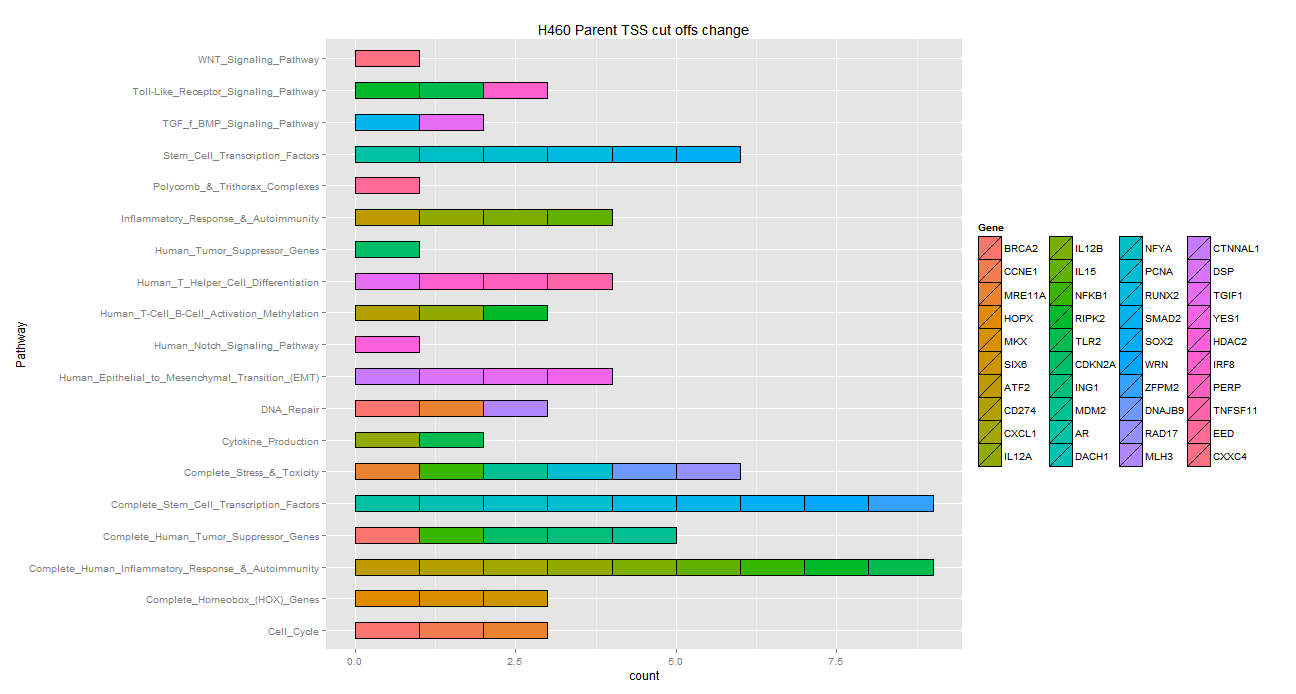 H460 Parent TSS cut offs change
Pathway
WNT_Signaling_Pathway
Toll-Like_Receptor_Signaling_Pathway
TGF_f_BMP_Signaling_Pathway
Stem_Cell_Transcription_Factors
Polycomb_&_Trithorax_Complexes
Inflammatory_Response_&_Autoimmunity
Human_Tumor_Suppressor_Genes
Human_T_Helper_Cell_Differentiation
Human_T-Cell_B-Cell_Activation_Methylation
Human_Notch_Signaling_Pathway
Human_Epithelial_to_Mesenchymal_Transition_(EMT)
DNA_Repair
Cytokine_Production
Complete_Stress_&_Toxicity
Complete_Stem_Cell_Transcription_Factors
Complete_Human_Tumor_Suppressor_Genes
Complete_Human_Inflammatory_Response_&_Autoimmunity
Complete_Homeobox_(HOX)_Genes
Cell_Cycle
0.0 2.5 5.0 7.5
count
Gene
BRCA2 IL12B NFYA CTNNAL1
CCNE1 IL15 PCNA DSP
MRE11A NFKB1 RUNX2 TGIF1
HOPX RIPK2 SMAD2 YES1
MKX TLR2 SOX2 HDAC2
SIX6 CDKN2A WRN IRF8
ATF2 ING1 ZFPM2 PERP
CD274 MDM2 DNAJB9 TNFSF11
CXCL1 AR RAD17 EED
IL12A DACH1 MLH3 CXXC4